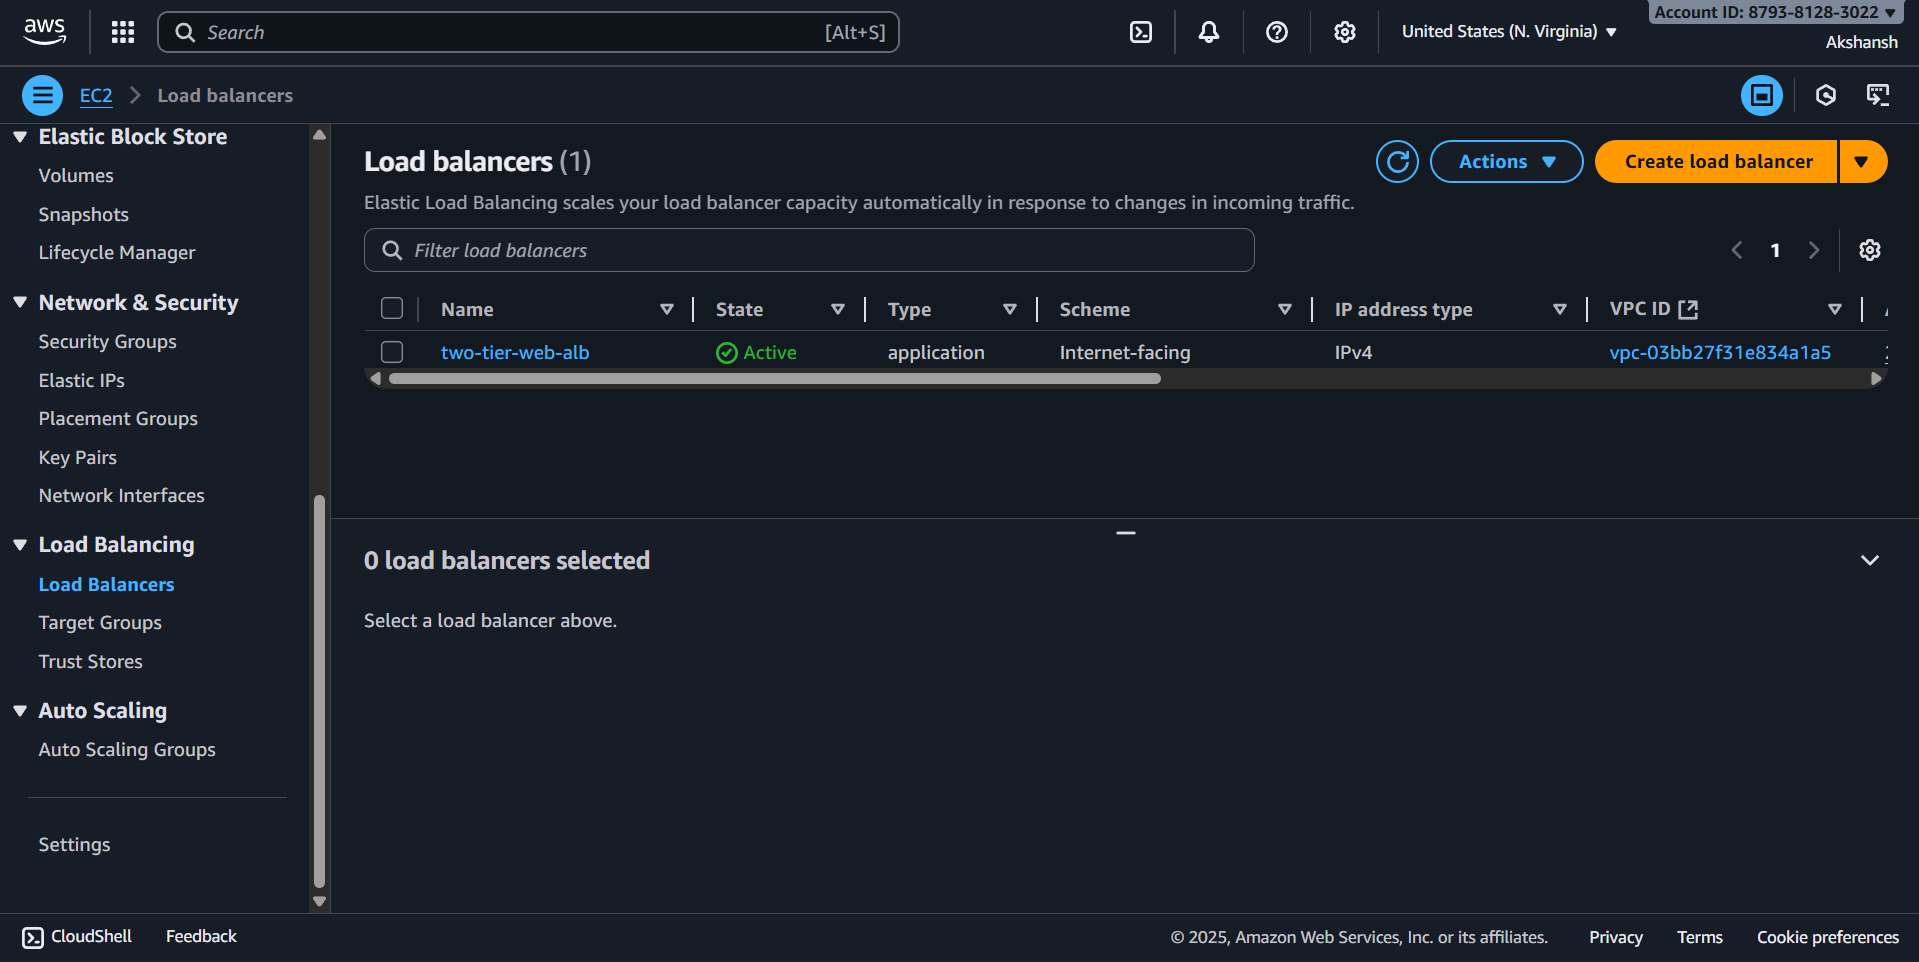 aws
Search [Alt+S]
United States (N. Virginia)
Account ID: 8793-8128-3022
Akshansh
EC2 Load balancers
Elastic Block Store
Volumes
Snapshots
Lifecycle Manager
Network & Security
Security Groups
Elastic IPs
Placement Groups
Key Pairs
Network Interfaces
Load Balancing
Load Balancers
Target Groups
Trust Stores
Auto Scaling
Auto Scaling Groups
Settings
Load balancers (1)
Actions
Create load balancer
Elastic Load Balancing scales your load balancer capacity automatically in response to changes in incoming traffic.
Filter load balancers
1
Name State Type Scheme IP address type VPC ID
two-tier-web-alb Active application Internet-facing IPv4 vpc-03bb27f31e834a1a5
0 load balancers selected
Select a load balancer above.
CloudShell Feedback © 2025, Amazon Web Services, Inc. or its affiliates. Privacy Terms Cookie preferences